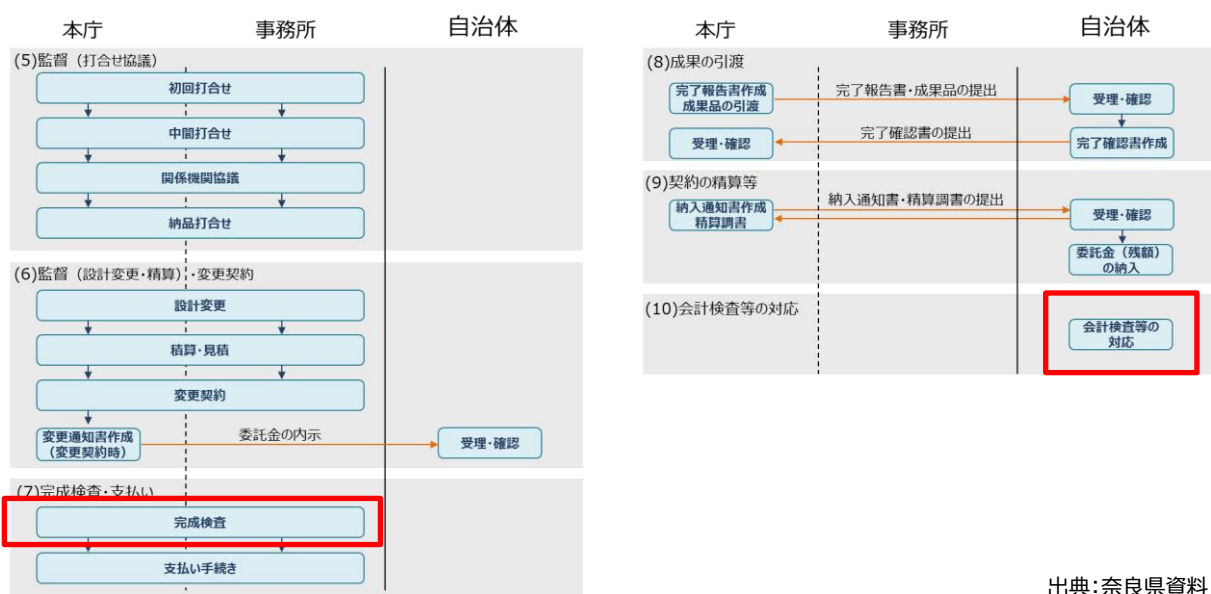 本庁 事務所 自治体
(5)監督（打合せ協議）
初回打合せ
中間打合せ
関係機関協議
納品打合せ
(6)監督（設計変更・精算）・変更契約
設計変更
積算・見積
変更契約
変更通知書作成
（変更契約時）
委託金の内示
受理・確認
(7)完成検査・支払い
完成検査
支払い手続き
本庁 事務所 自治体
(8)成果の引渡
完了報告書作成
成果品の引渡
完了報告書・成果品の提出
受理・確認
受理・確認
完了確認書の提出
完了確認書作成
(9)契約の精算等
納入通知書作成
精算調書
納入通知書・精算調書の提出
受理・確認
委託金（残額）
の納入
(10)会計検査等の対応
会計検査等の
対応
出典：奈良県資料